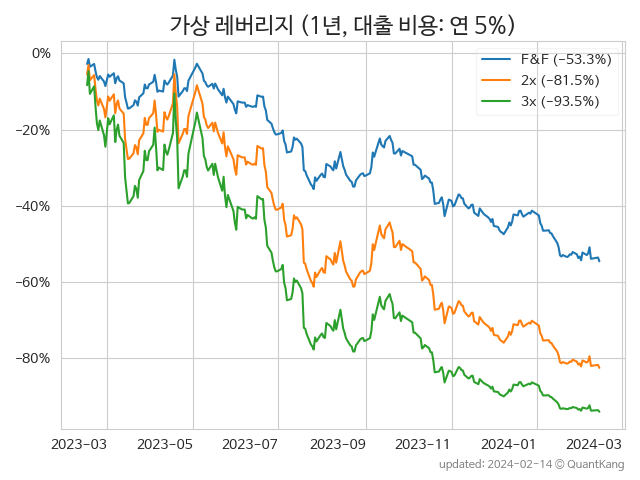 가상 레버리지 (1년, 대출 비용: 연 5%)
F&F (−53.3%)
2x (−81.5%)
3x (−93.5%)
0%
−20%
−40%
−60%
−80%
2023-03 2023-05 2023-07 2023-09 2023-11 2024-01 2024-03
updated: 2024-02-14 © QuantKang